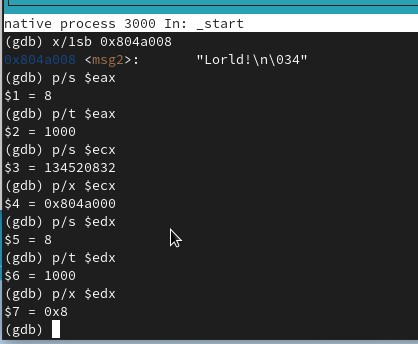 native process 3000 In: _start
(gdb) x/1sb 0x804a008
0x804a008 <msg2>:       "Lorld!\n\034"
(gdb) p/s $eax
$1 = 8
(gdb) p/t $eax
$2 = 1000
(gdb) p/s $ecx
$3 = 134520832
(gdb) p/x $ecx
$4 = 0x804a000
(gdb) p/s $edx
$5 = 8
(gdb) p/t $edx
$6 = 1000
(gdb) p/x $edx
$7 = 0x8
(gdb)